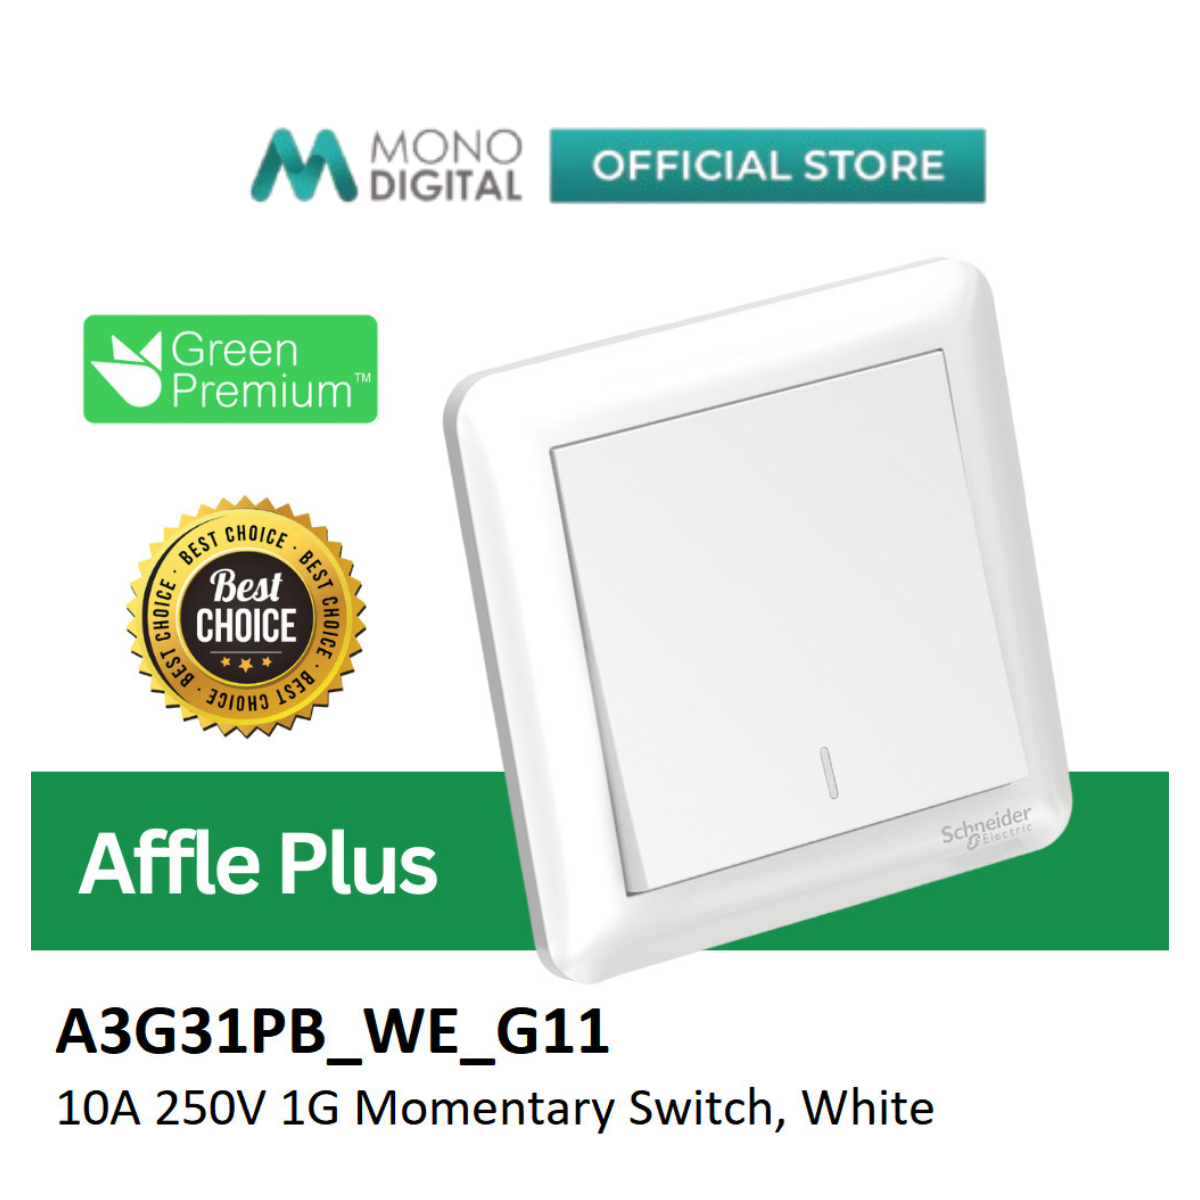 MONO
DIGITAL
OFFICIAL STORE
Green
Premium™
BEST CHOICE · BEST CHOICE · BEST CHOICE · BEST CHOICE ·
Best
CHOICE
Schneider
Electric
Affle Plus
A3G31PB_WE_G11
10A 250V 1G Momentary Switch, White